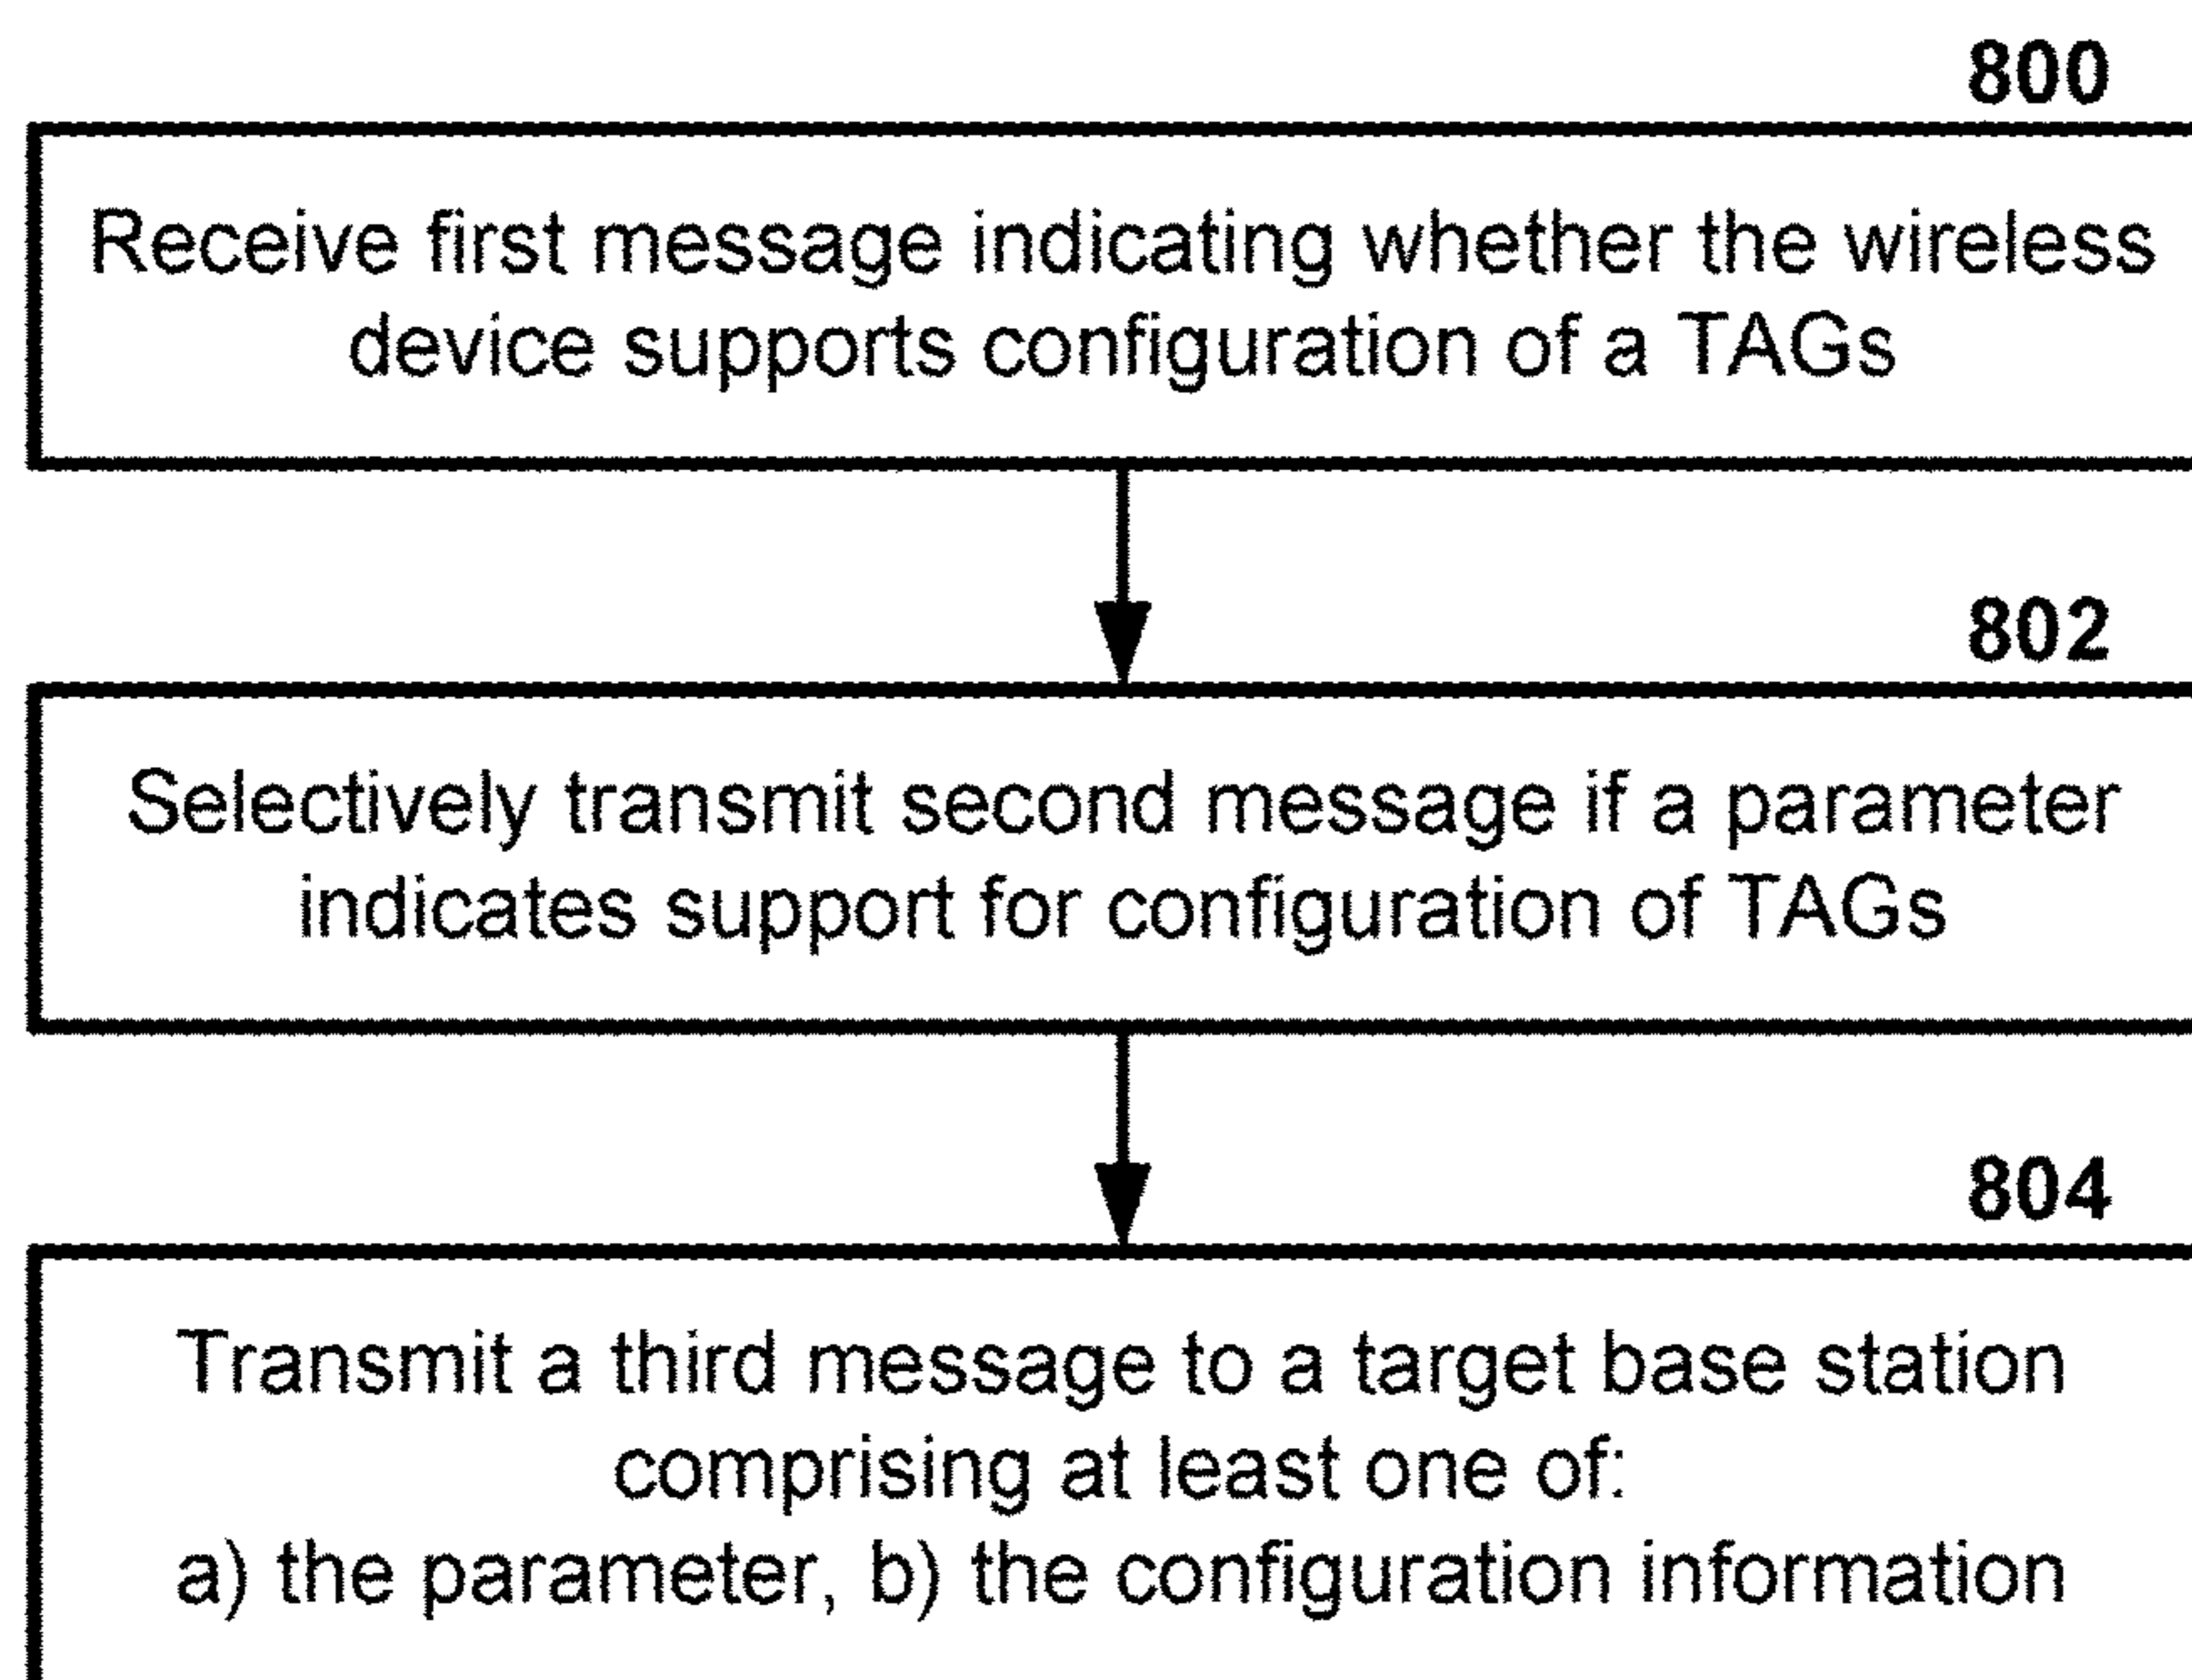 800
Receive first message indicating whether the wireless
device supports configuration of a TAGs
802
Selectively transmit second message if a parameter
indicates support for configuration of TAGs
804
Transmit a third message to a target base station
comprising at least one of:
a) the parameter, b) the configuration information